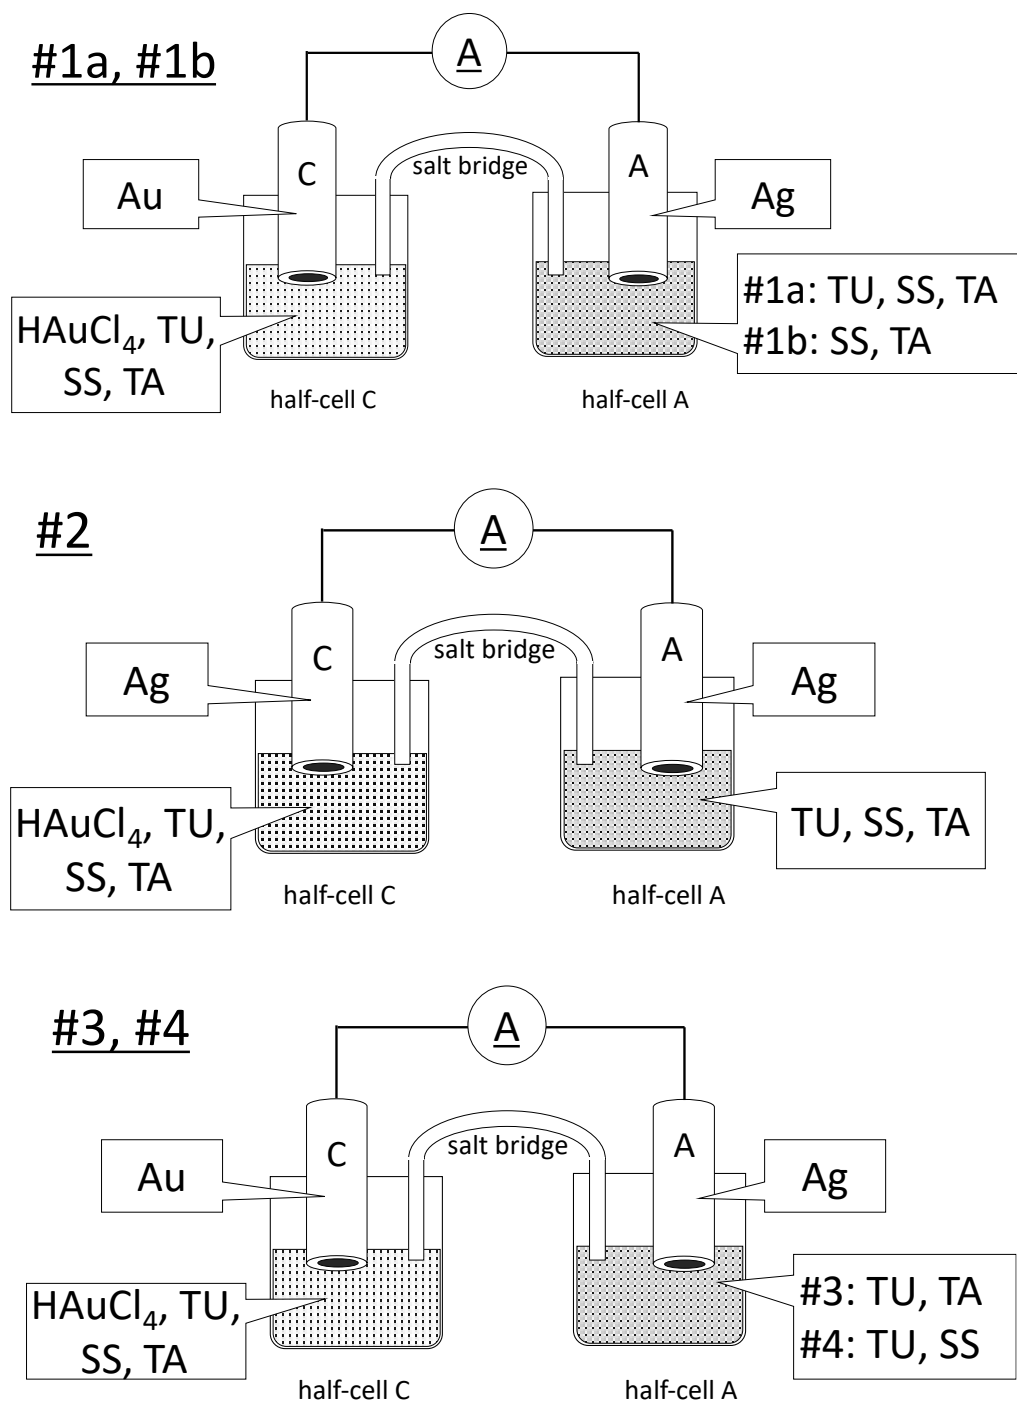 #1a, #1b
A
C
salt bridge
A
Au
Ag
HAuCl₄, TU,
SS, TA
#1a: TU, SS, TA
#1b: SS, TA
half-cell C
half-cell A
#2
A
C
salt bridge
A
Ag
Ag
HAuCl₄, TU,
SS, TA
TU, SS, TA
half-cell C
half-cell A
#3, #4
A
C
salt bridge
A
Au
Ag
HAuCl₄, TU,
SS, TA
#3: TU, TA
#4: TU, SS
half-cell C
half-cell A